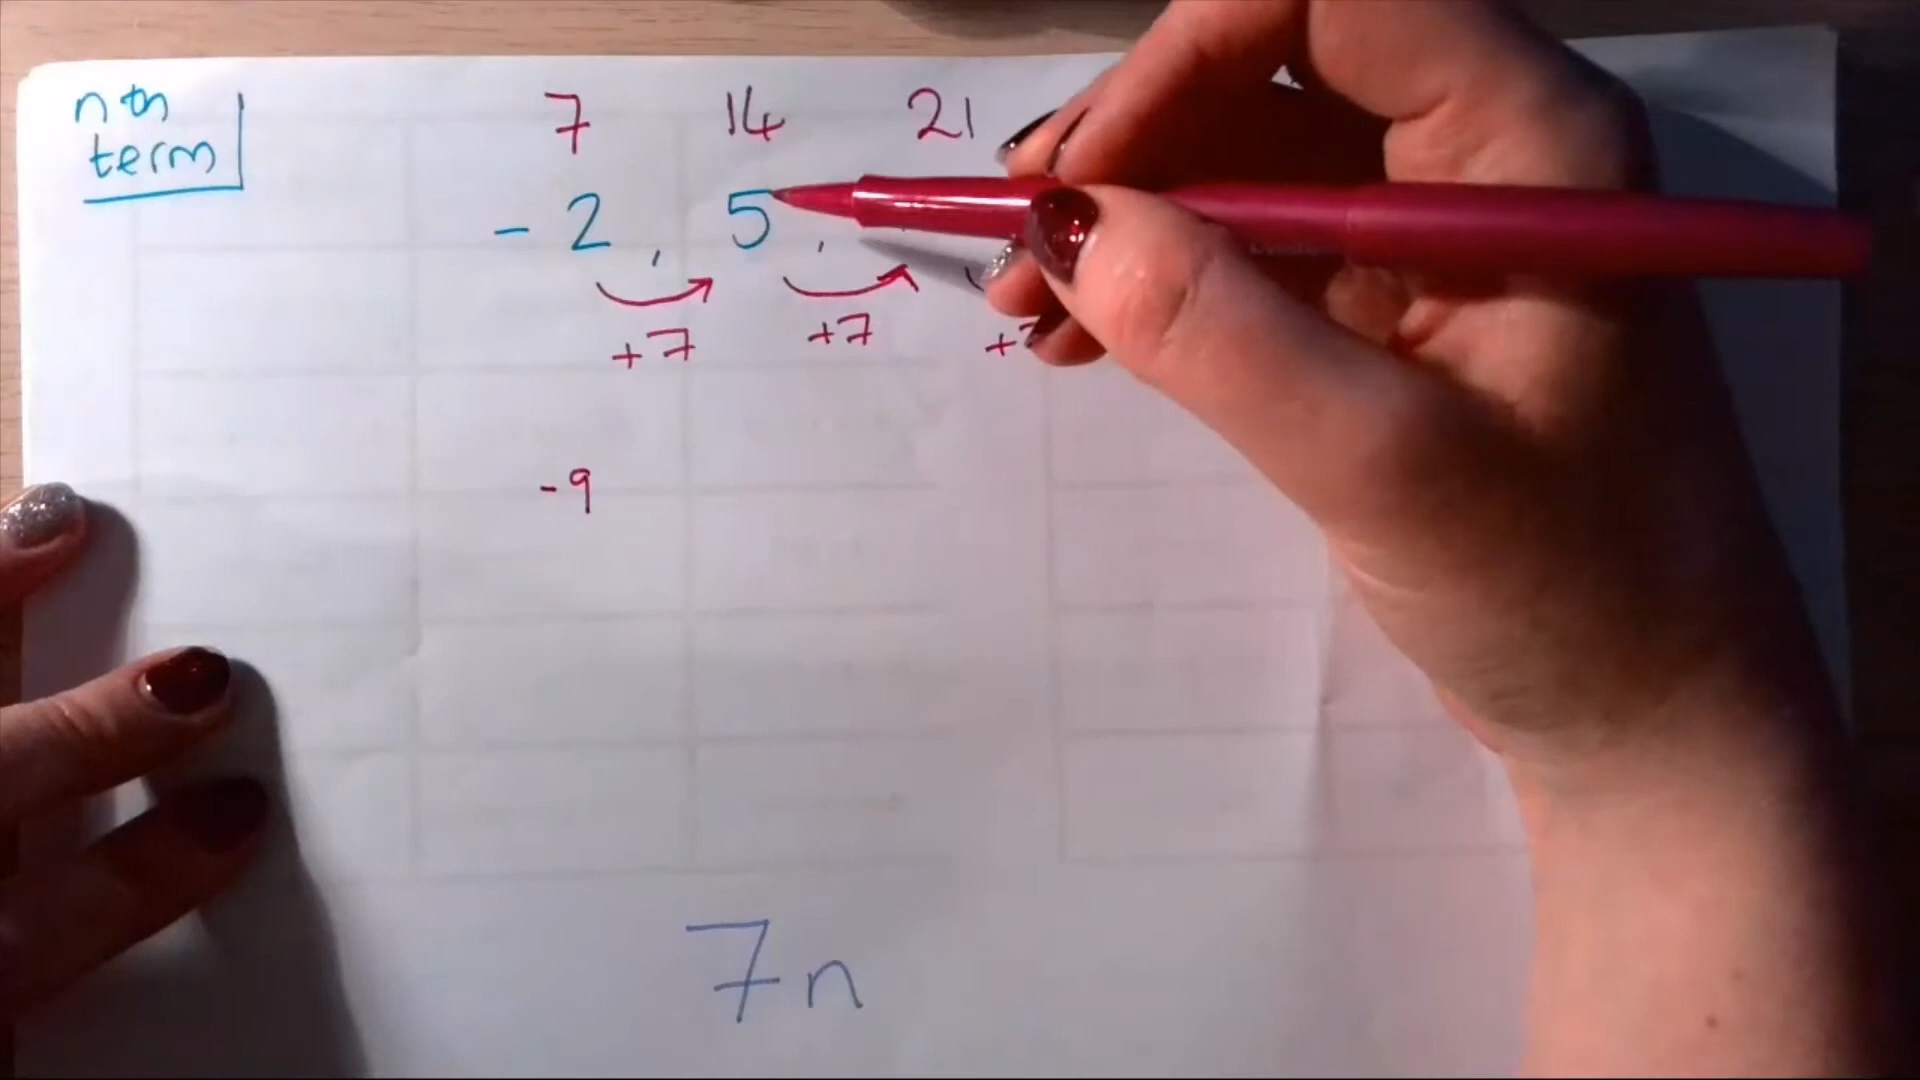 nth
term
7 14 21
-2 , 5 ,
+7 +7 +
-9
7n